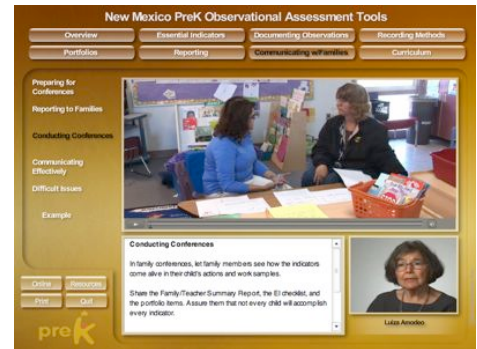 New Mexico PreK Observational Assessment Tools
Overview
Essential Indicators
Documenting Observations
Recording Methods
Portfolios
Reporting
Communicating w/Families
Curriculum
Preparing for
Conferences
Reporting to Families
Conducting Conferences
Communicating
Effectively
Difficult Issues
Example
Conducting Conferences
In family conferences, let family members see how the indicators
come alive in their child's actions and work samples.
Share the Family/Teacher Summary Report, the EI checklist, and
the portfolio items. Assure them that not every child will accomplish
every indicator.
Online
Resources
Print
Quit
preK
Luiza Amodeo